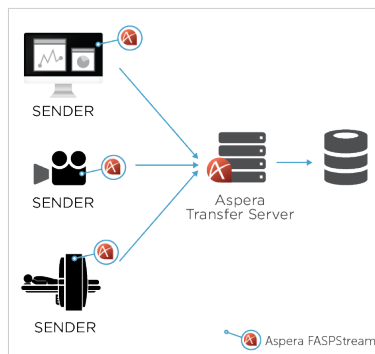 SENDER
SENDER
Aspera
Transfer Server
SENDER
Aspera FASPStream